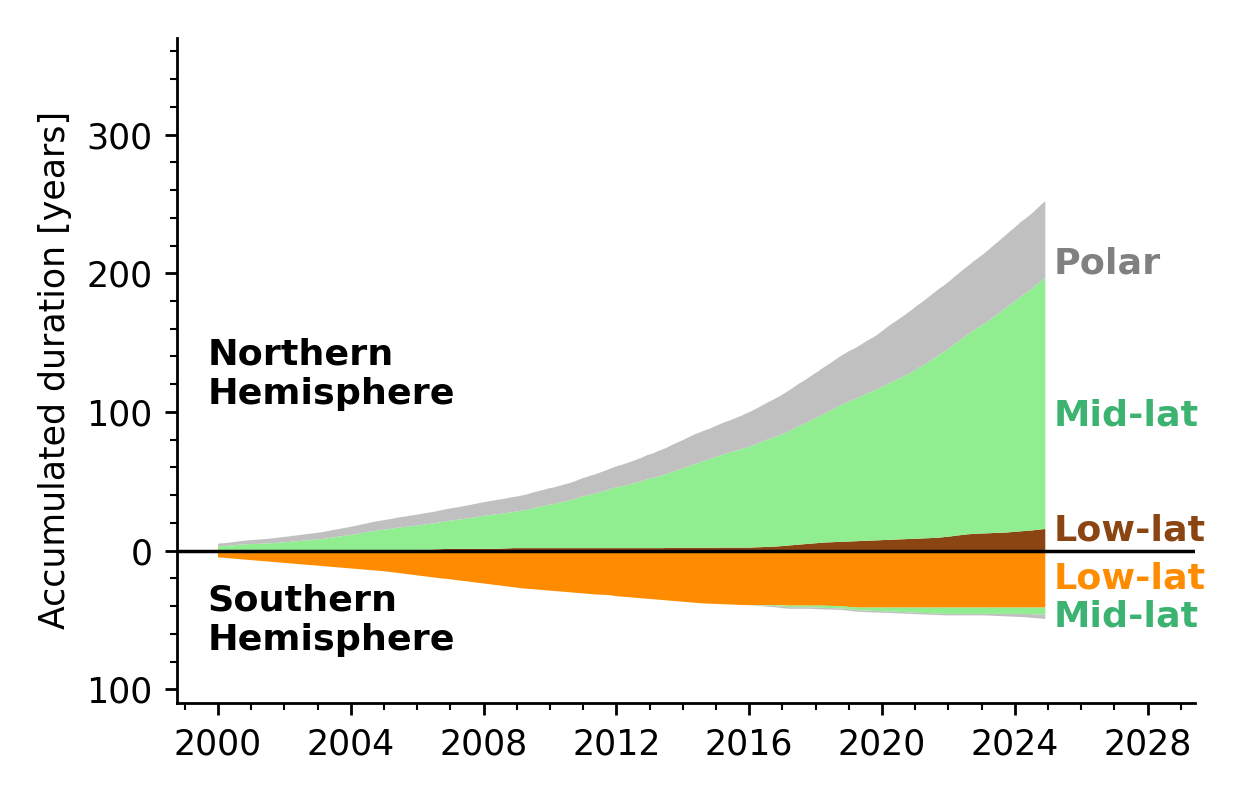 Accumulated duration [years]
300
200
100
0
100
Northern
Hemisphere
Southern
Hemisphere
Polar
Mid-lat
Low-lat
Low-lat
Mid-lat
2000 2004 2008 2012 2016 2020 2024 2028